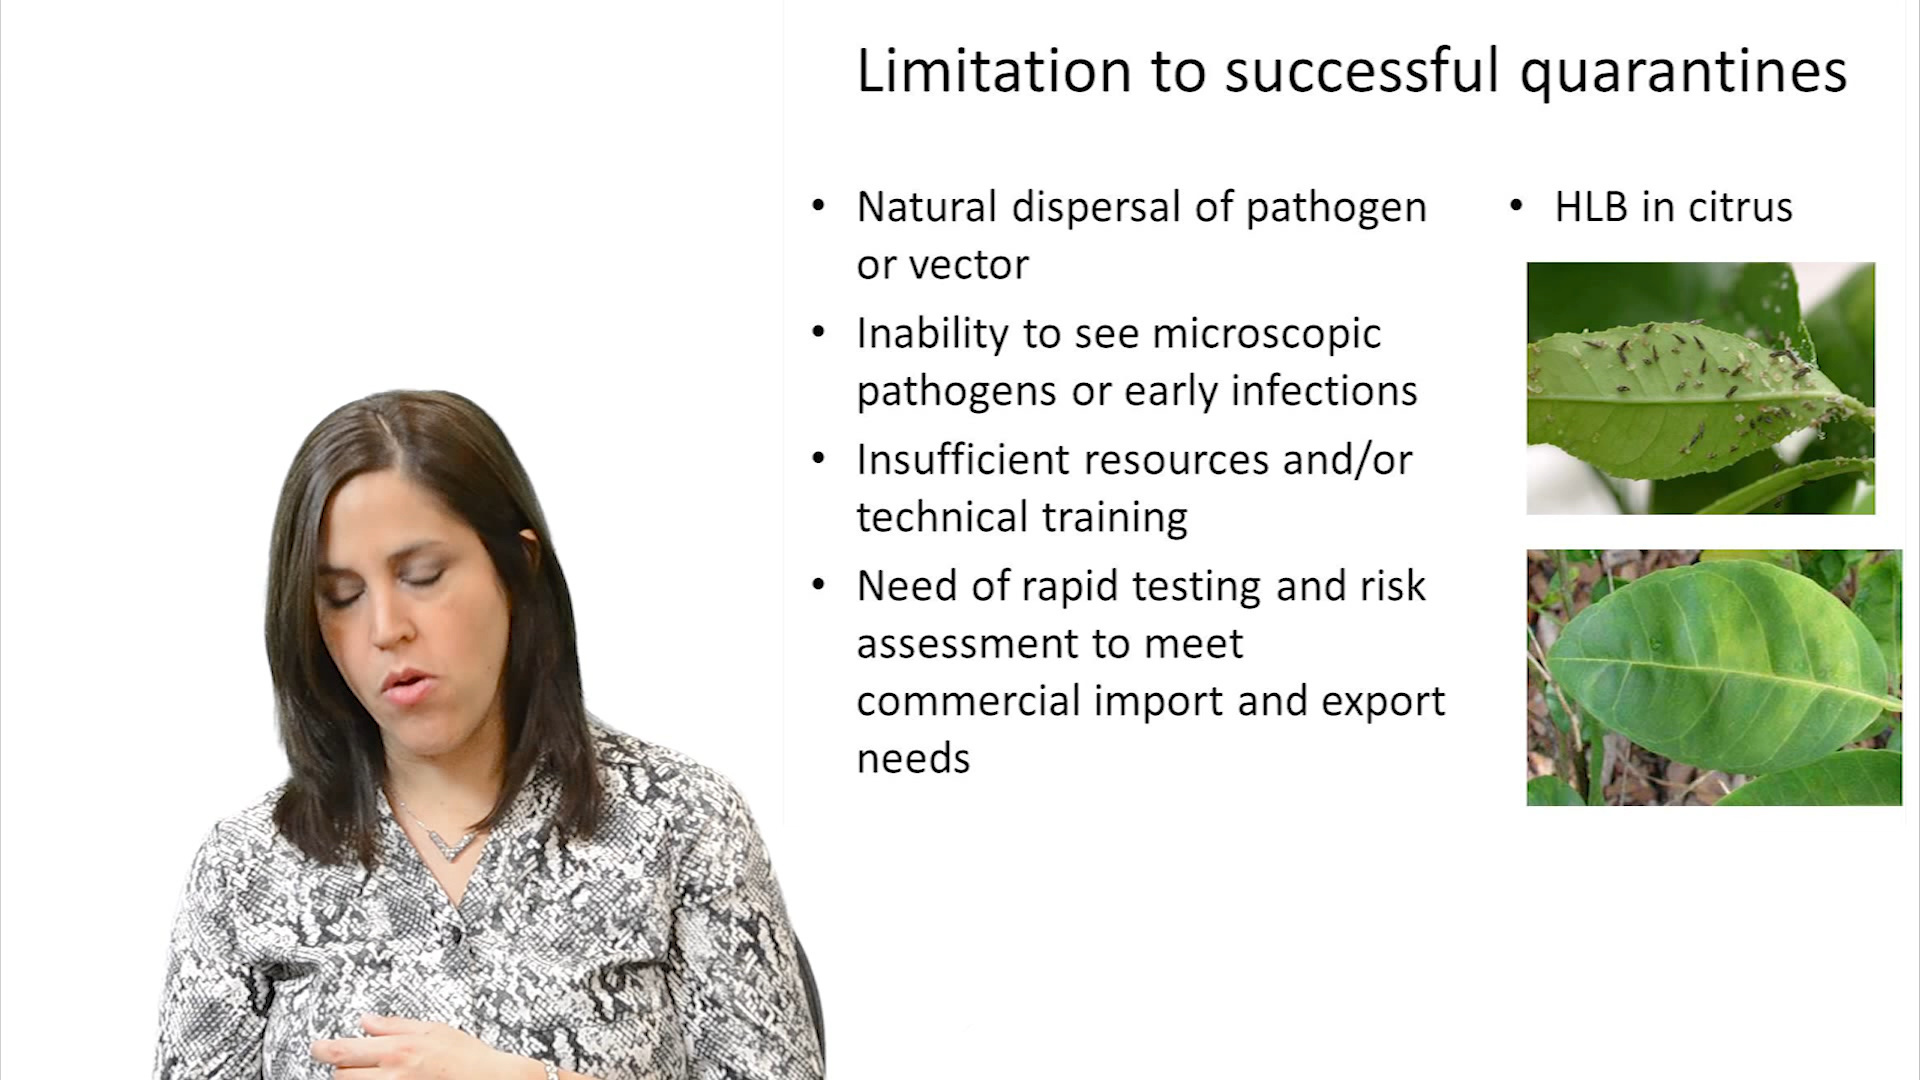 Limitation to successful quarantines
• Natural dispersal of pathogen
or vector
• Inability to see microscopic
pathogens or early infections
• Insufficient resources and/or
technical training
• Need of rapid testing and risk
assessment to meet
commercial import and export
needs
• HLB in citrus